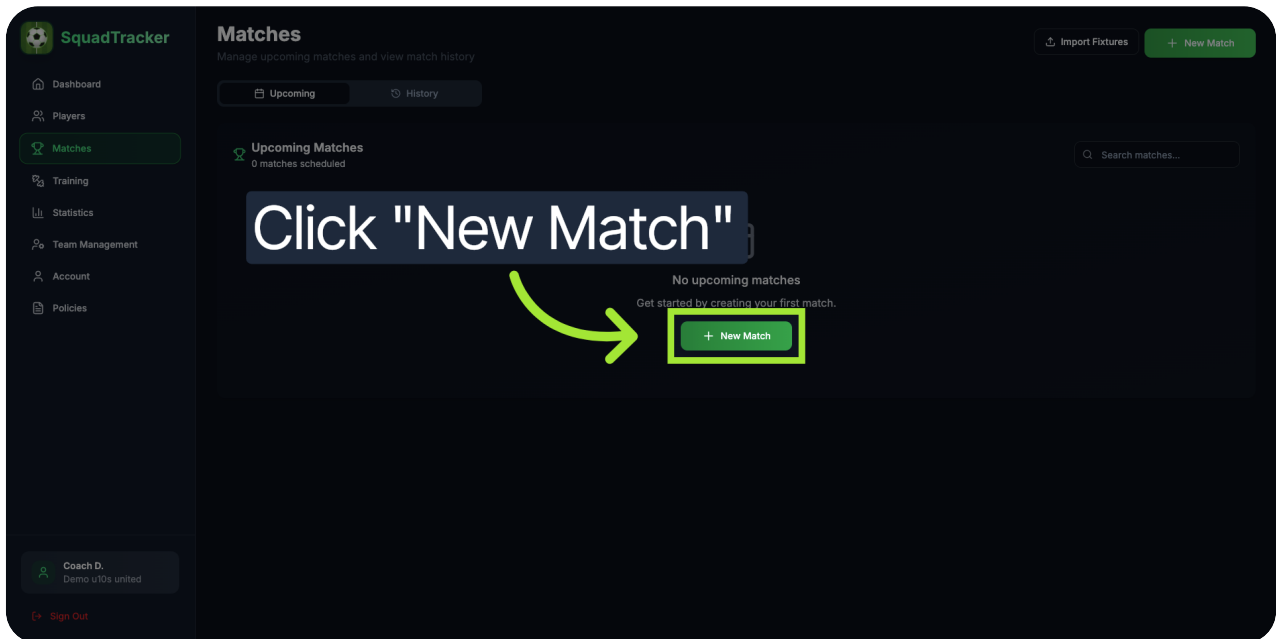 SquadTracker
Dashboard
Players
Matches
Training
Statistics
Team Management
Account
Policies
Coach D.
Demo u10s united
Sign Out
Matches
Manage upcoming matches and view match history
Import Fixtures
New Match
Upcoming
History
Upcoming Matches
0 matches scheduled
Search matches...
Click "New Match"
No upcoming matches
Get started by creating your first match.
New Match